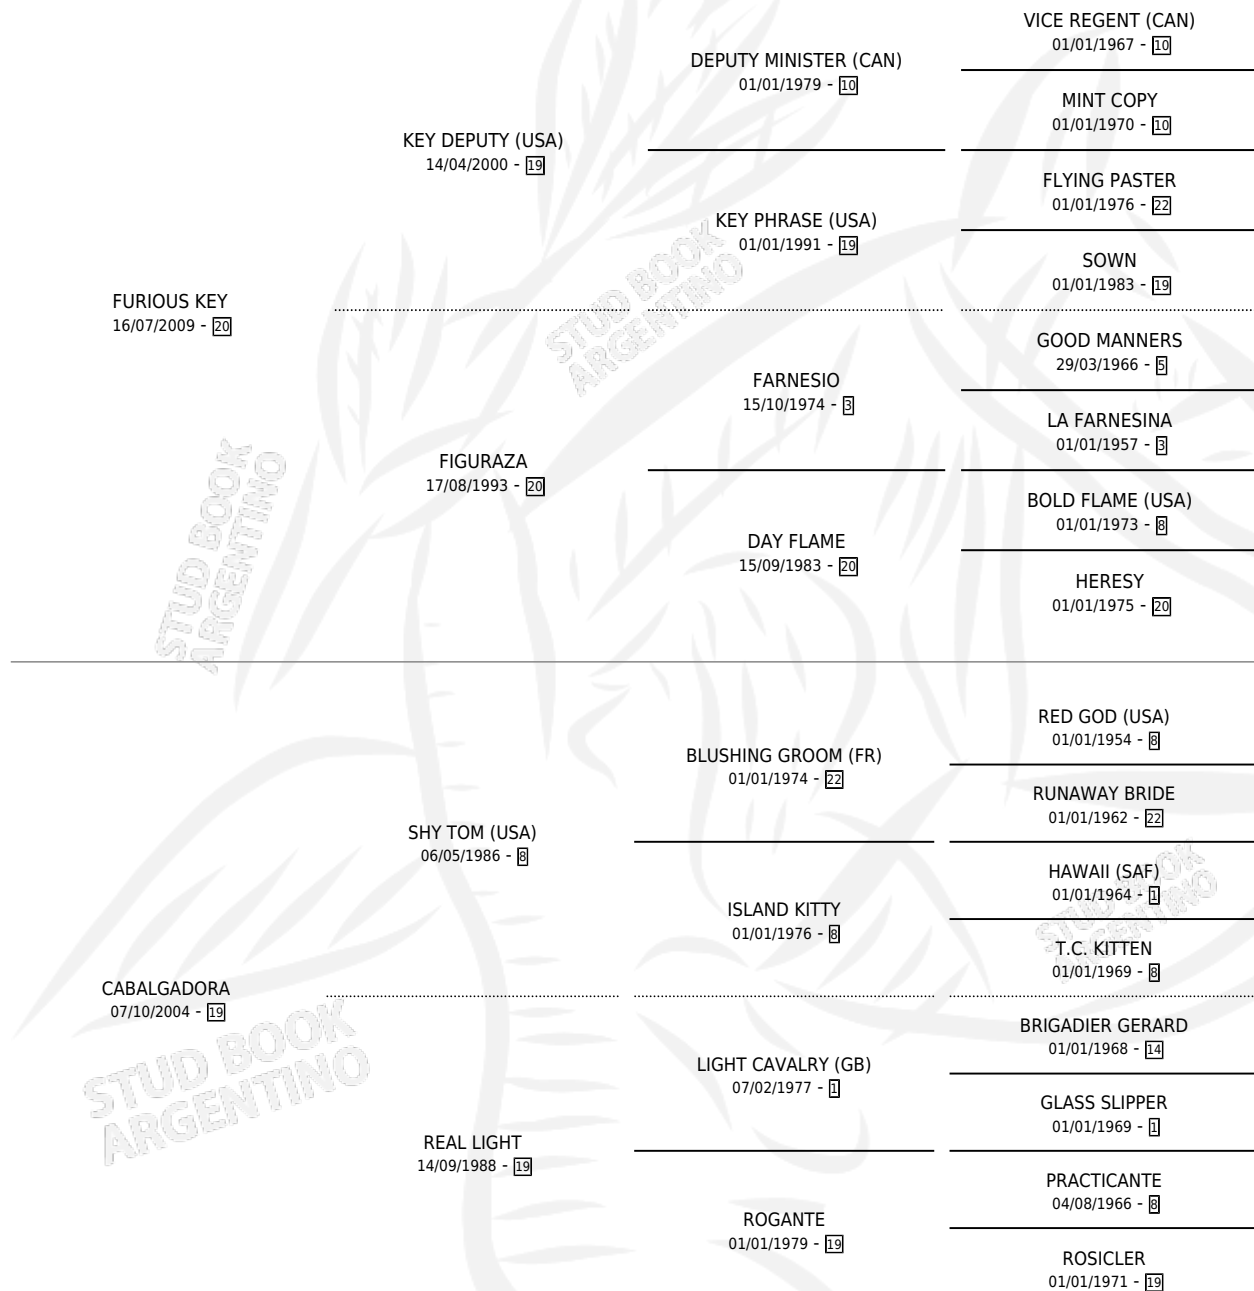 VICE REGENT (CAN)
01/01/1967 - 10
DEPUTY MINISTER (CAN)
01/01/1979 - 10
MINT COPY
01/01/1970 - 10
KEY DEPUTY (USA)
14/04/2000 - 19
FLYING PASTER
01/01/1976 - 22
KEY PHRASE (USA)
01/01/1991 - 19
SOWN
01/01/1983 - 19
FURIOUS KEY
16/07/2009 - 20
GOOD MANNERS
29/03/1966 - 5
FARNESIO
15/10/1974 - 3
LA FARNESINA
01/01/1957 - 3
FIGURAZA
17/08/1993 - 20
BOLD FLAME (USA)
01/01/1973 - 8
DAY FLAME
15/09/1983 - 20
HERESY
01/01/1975 - 20
RED GOD (USA)
01/01/1954 - 8
BLUSHING GROOM (FR)
01/01/1974 - 22
RUNAWAY BRIDE
01/01/1962 - 22
SHY TOM (USA)
06/05/1986 - 8
HAWAII (SAF)
01/01/1964 - 1
ISLAND KITTY
01/01/1976 - 8
T.C. KITTEN
01/01/1969 - 8
CABALGADORA
07/10/2004 - 19
BRIGADIER GERARD
01/01/1968 - 14
LIGHT CAVALRY (GB)
07/02/1977 - 1
GLASS SLIPPER
01/01/1969 - 1
REAL LIGHT
14/09/1988 - 19
PRACTICANTE
04/08/1966 - 8
ROGANTE
01/01/1979 - 19
ROSICLER
01/01/1971 - 19
STUD BOOK
ARGENTINO
STUD BOOK
ARGENTINO
STUD BOOK
ARGENTINO
STUD BOOK
ARGENTINO